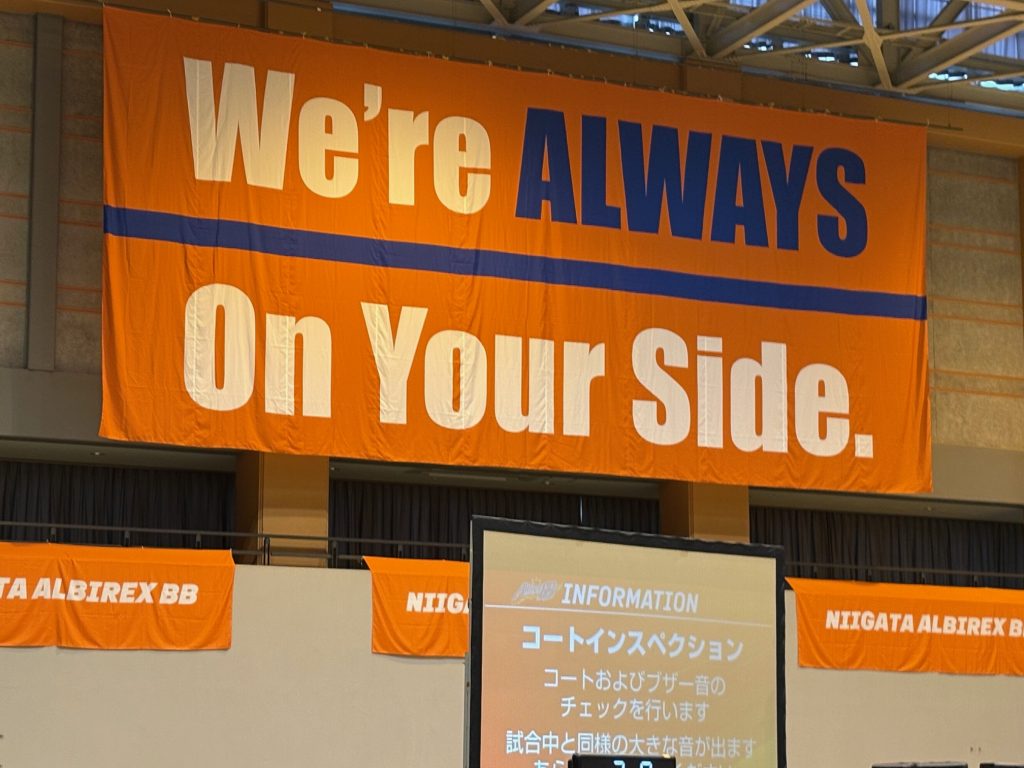 We're ALWAYS
On Your Side.
TA ALBIREX BB
NIIG
NIIGATA ALBIREX B
INFORMATION
コートインスペクション
コートおよびブザー音の
チェックを行います
試合中と同様の大きな音が出ます